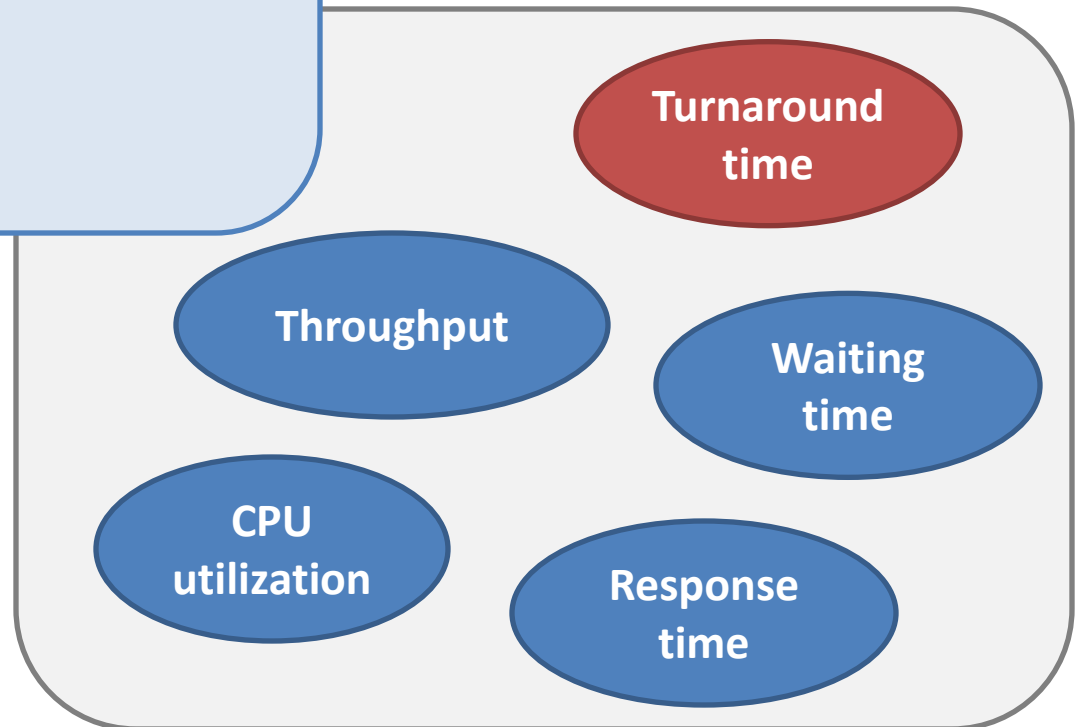 Turnaround
time
Throughput
Waiting
time
CPU
utilization
Response
time